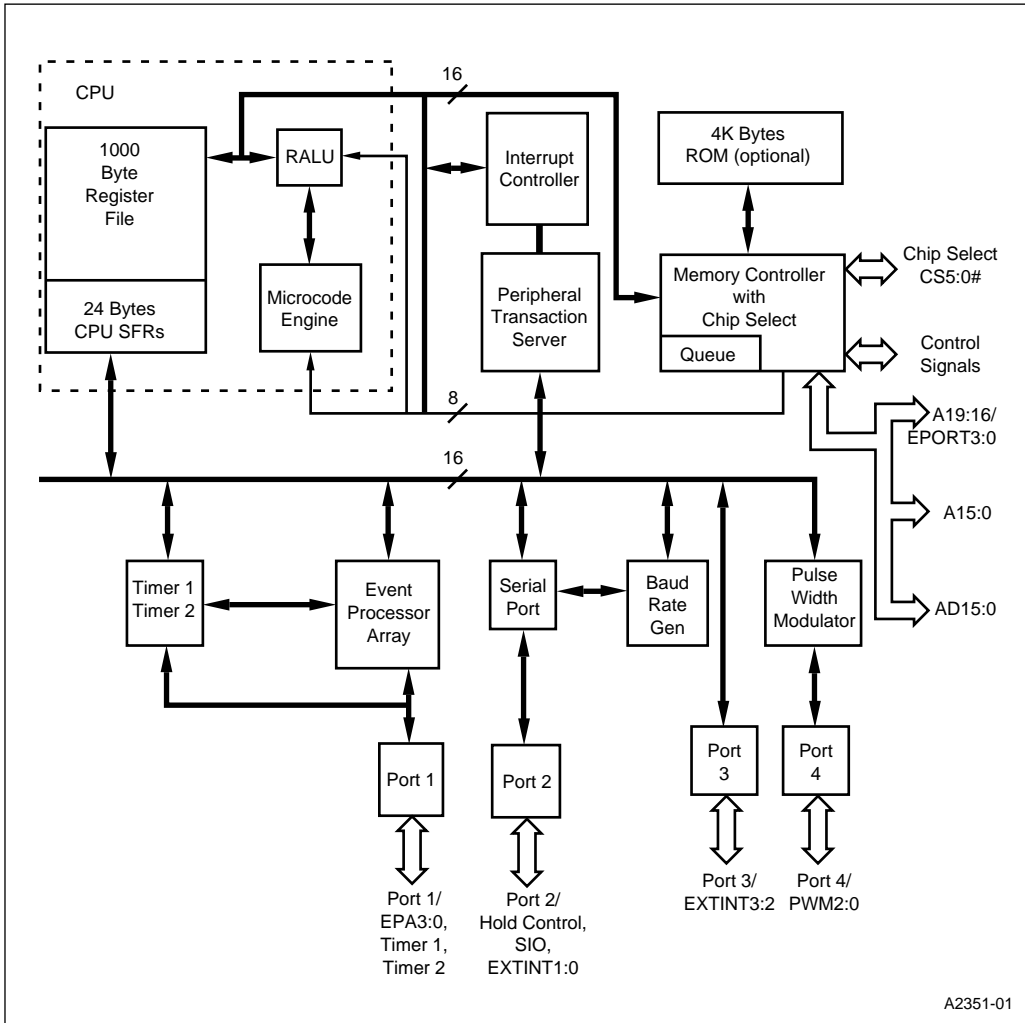 CPU
16
1000
Byte
Register
File
RALU
Interrupt
Controller
4K Bytes
ROM (optional)
24 Bytes
CPU SFRs
Microcode
Engine
Peripheral
Transaction
Server
Memory Controller
with
Chip Select
Queue
Chip Select
CS5:0#
Control
Signals
8
A19:16/
EPORT3:0
16
A15:0
Timer 1
Timer 2
Event
Processor
Array
Serial
Port
Baud
Rate
Gen
Pulse
Width
Modulator
AD15:0
Port 1
Port 2
Port
3
Port
4
Port 1/
EPA3:0,
Timer 1,
Timer 2
Port 2/
Hold Control,
SIO,
EXTINT1:0
Port 3/
EXTINT3:2
Port 4/
PWM2:0
A2351-01